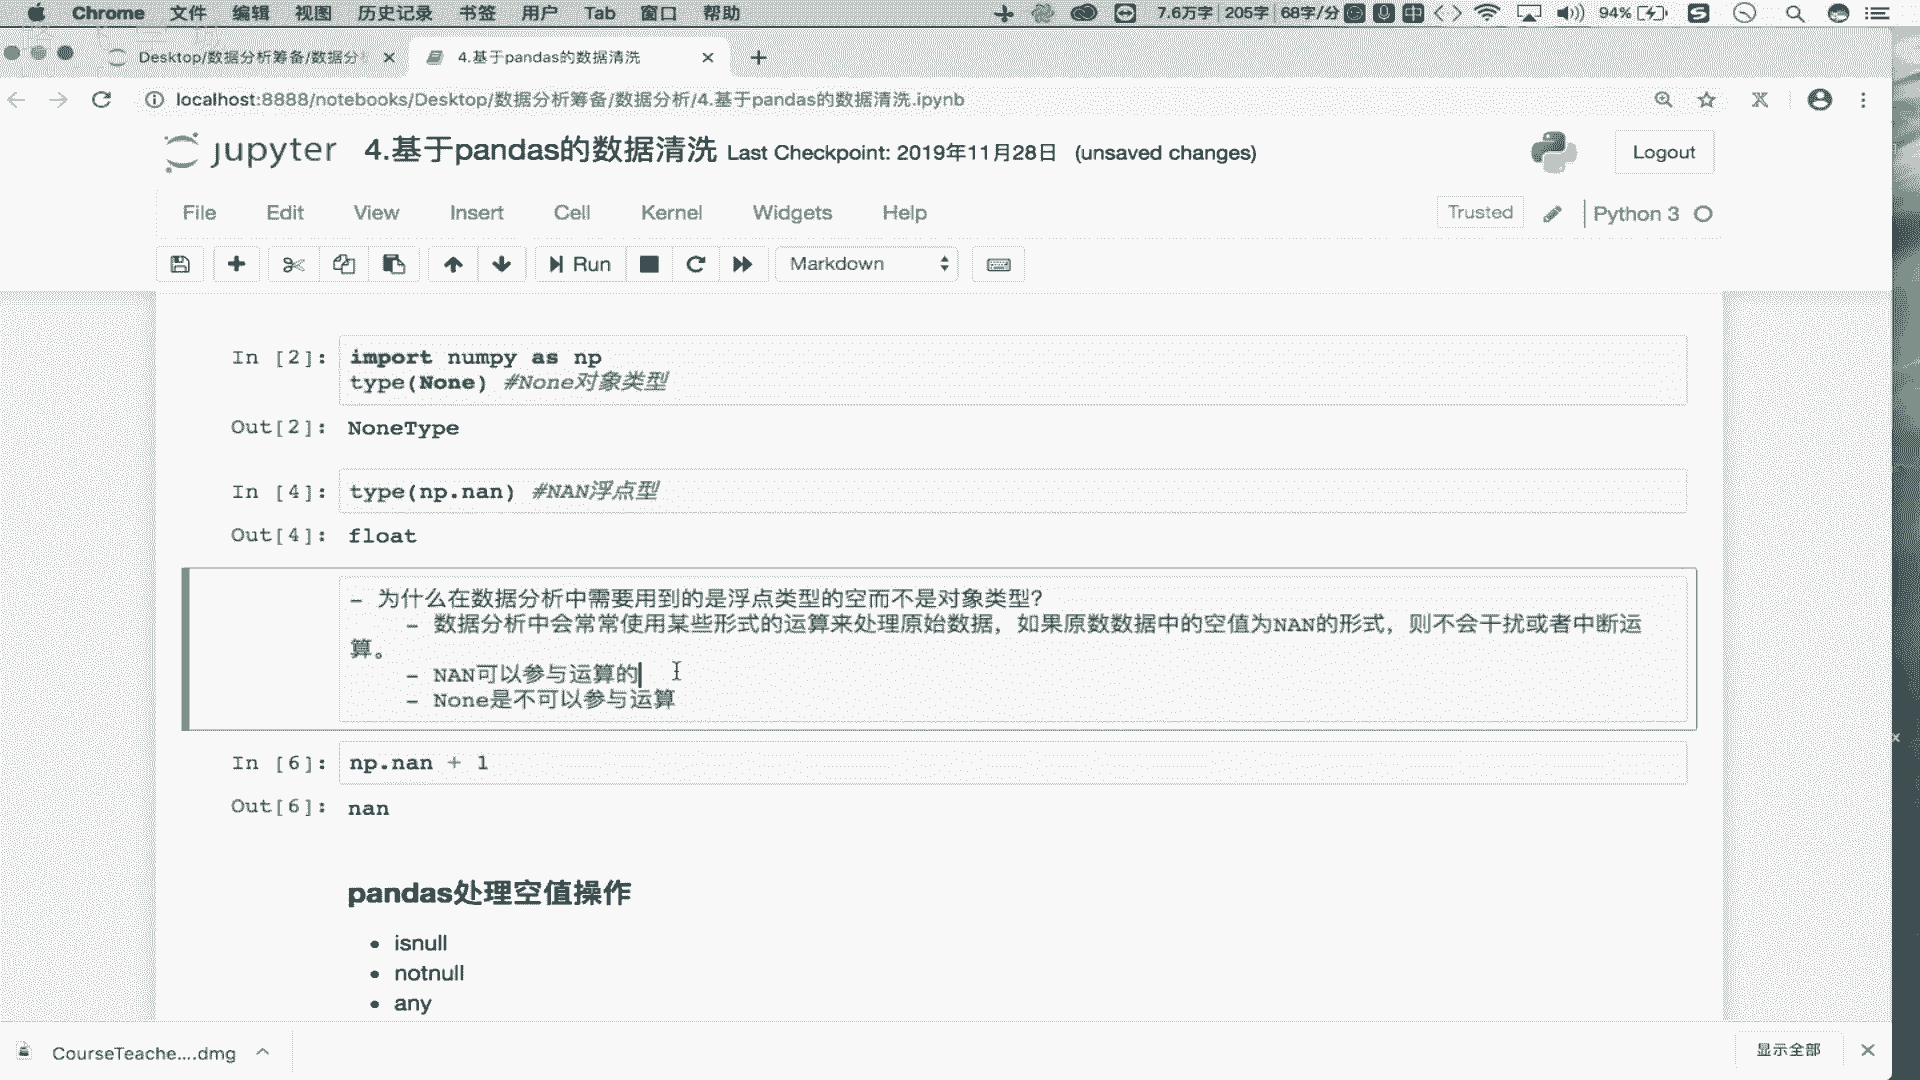 Chrome 文件 编辑 视图 历史记录 书签 用户 Tab 窗口 帮助 7.6万字 205字 68字/分 中 94% S
Desktop/数据分析筹备/数据分 4.基于pandas的数据清洗
localhost:8888/notebooks/Desktop/数据分析筹备/数据分析/4.基于pandas的数据清洗.ipynb
jupyter 4.基于pandas的数据清洗 Last Checkpoint: 2019年11月28日 (unsaved changes) Logout
File Edit View Insert Cell Kernel Widgets Help Trusted Python 3
Run Markdown
In [2]: import numpy as np
type(None) #None对象类型
Out[2]: NoneType
In [4]: type(np.nan) #NAN浮点型
Out[4]: float
- 为什么在数据分析中需要用到的是浮点类型的空而不是对象类型?
- 数据分析中会常常使用某些形式的运算来处理原始数据，如果原数数据中的空值为NAN的形式，则不会干扰或者中断运
算。
- NAN可以参与运算的
- None是不可以参与运算
In [6]: np.nan + 1
Out[6]: nan
pandas处理空值操作
• isnull
• notnull
• any
CourseTeache....dmg 显示全部